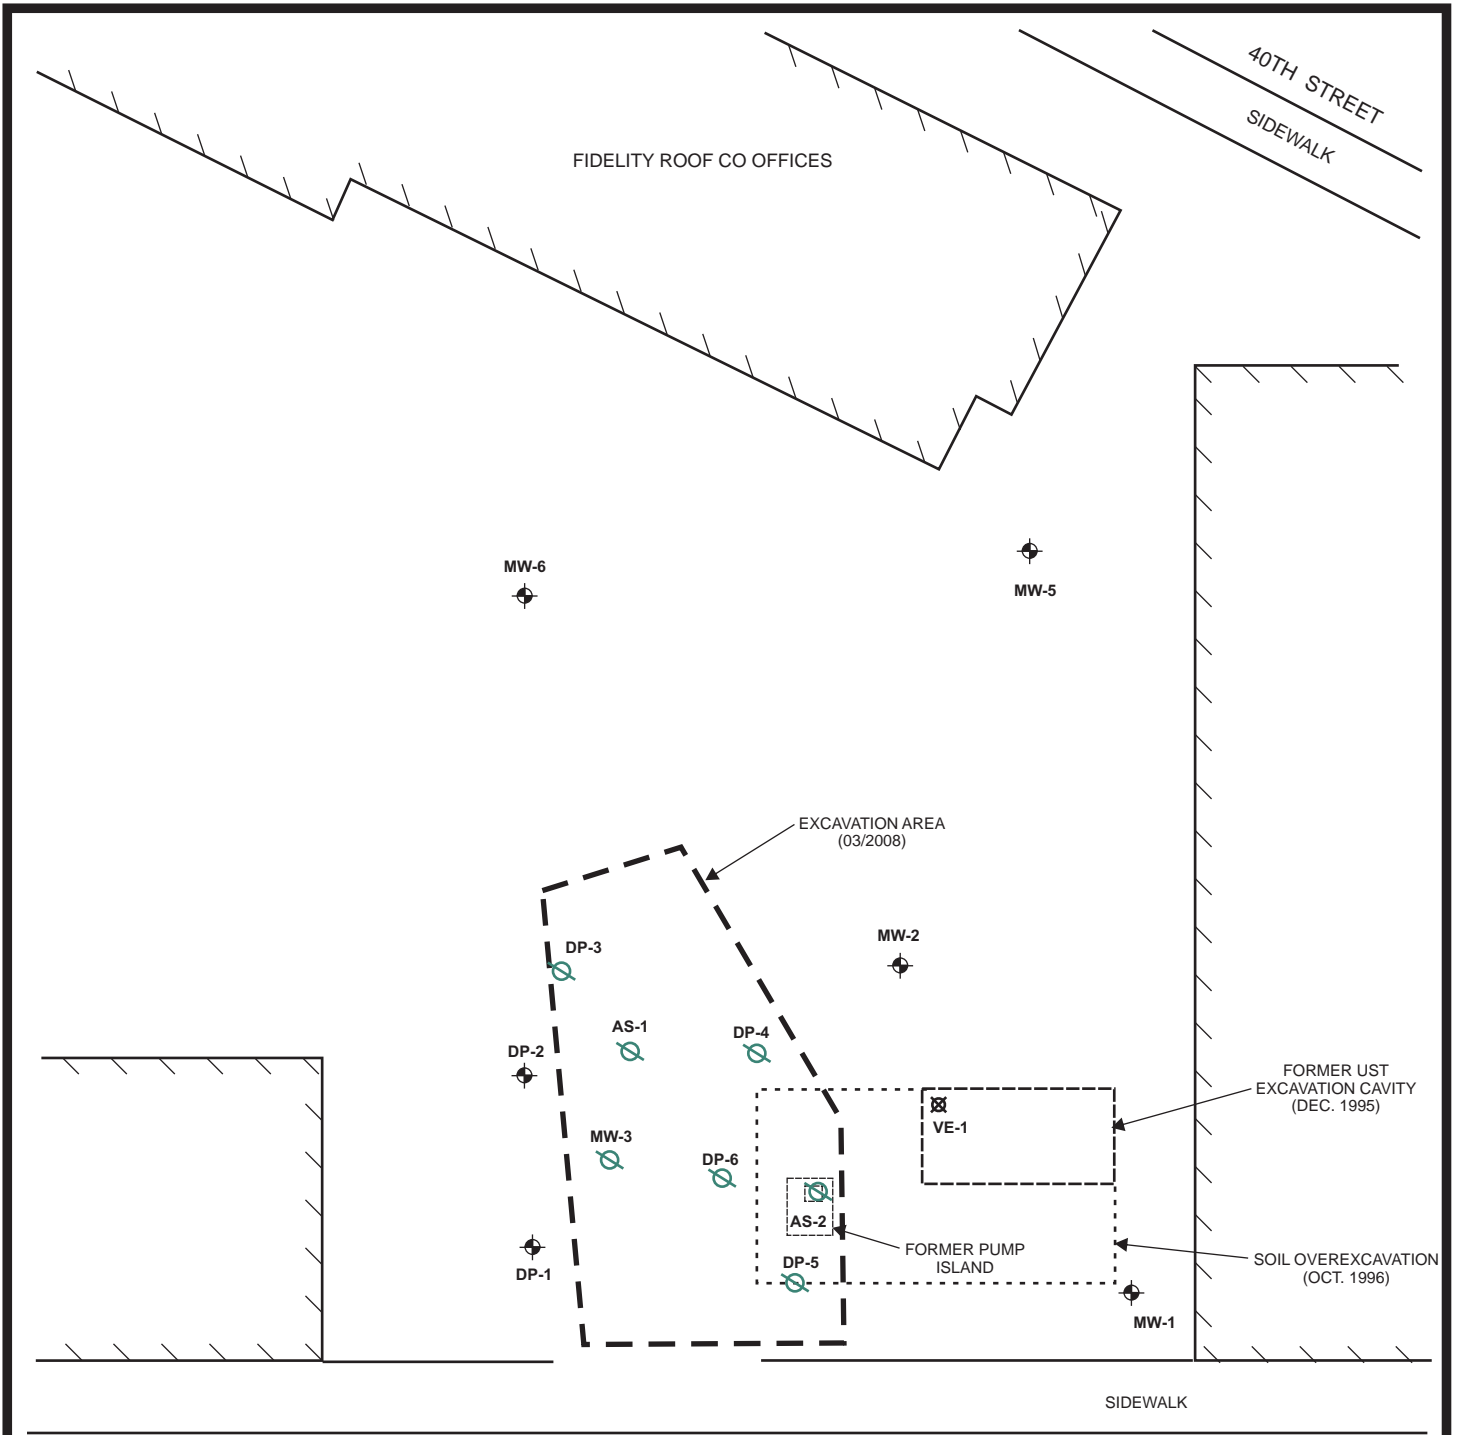 40TH STREET
SIDEWALK
FIDELITY ROOF CO OFFICES
MW-6
MW-5
EXCAVATION AREA
(03/2008)
MW-2
DP-3
AS-1
DP-4
DP-2
FORMER UST
EXCAVATION CAVITY
(DEC. 1995)
VE-1
MW-3
DP-6
AS-2
FORMER PUMP
ISLAND
DP-5
DP-1
SOIL OVEREXCAVATION
(OCT. 1996)
MW-1
SIDEWALK